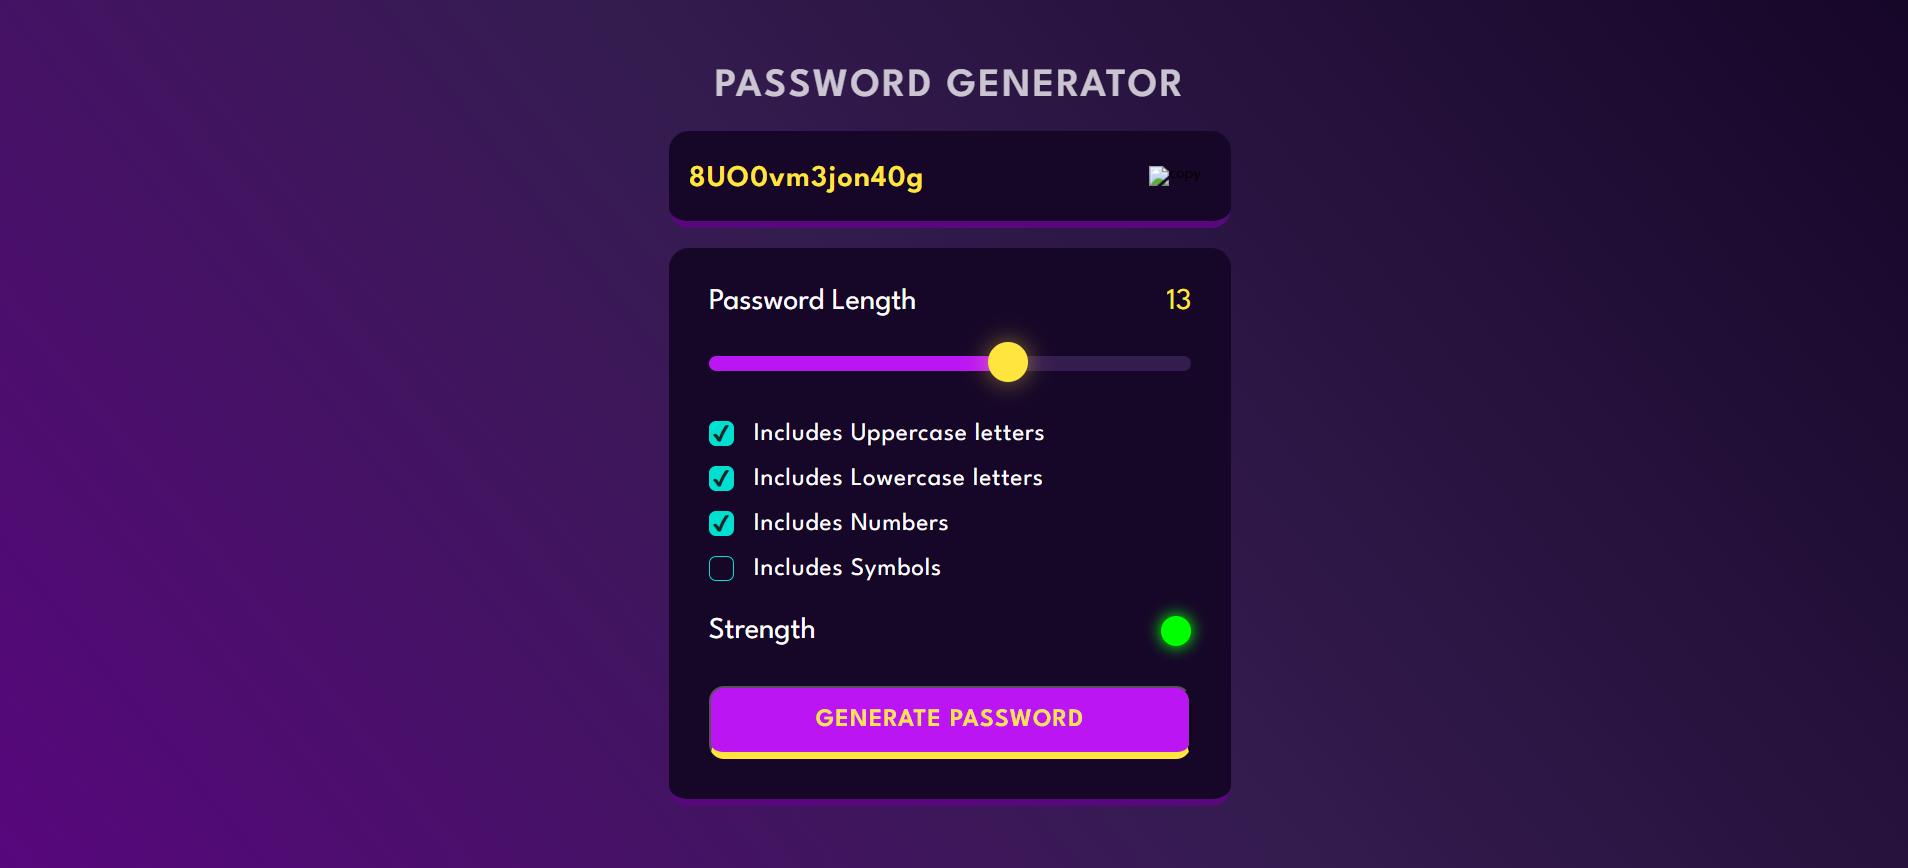 PASSWORD GENERATOR
8UO0vm3jon40g
copy
Password Length
13
Includes Uppercase letters
Includes Lowercase letters
Includes Numbers
Includes Symbols
Strength
GENERATE PASSWORD